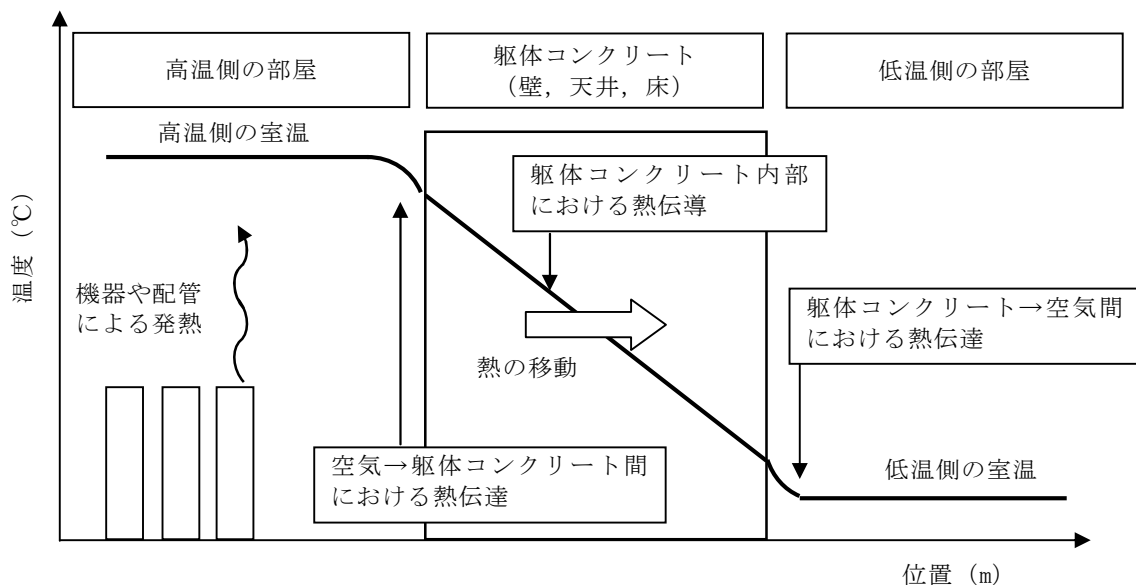 高温側の部屋
躯体コンクリート
（壁，天井，床）
低温側の部屋
高温側の室温
躯体コンクリート内部
における熱伝導
温度（℃）
機器や配管
による発熱
躯体コンクリート→空気間
における熱伝達
熱の移動
空気→躯体コンクリート間
における熱伝達
低温側の室温
位置（m）